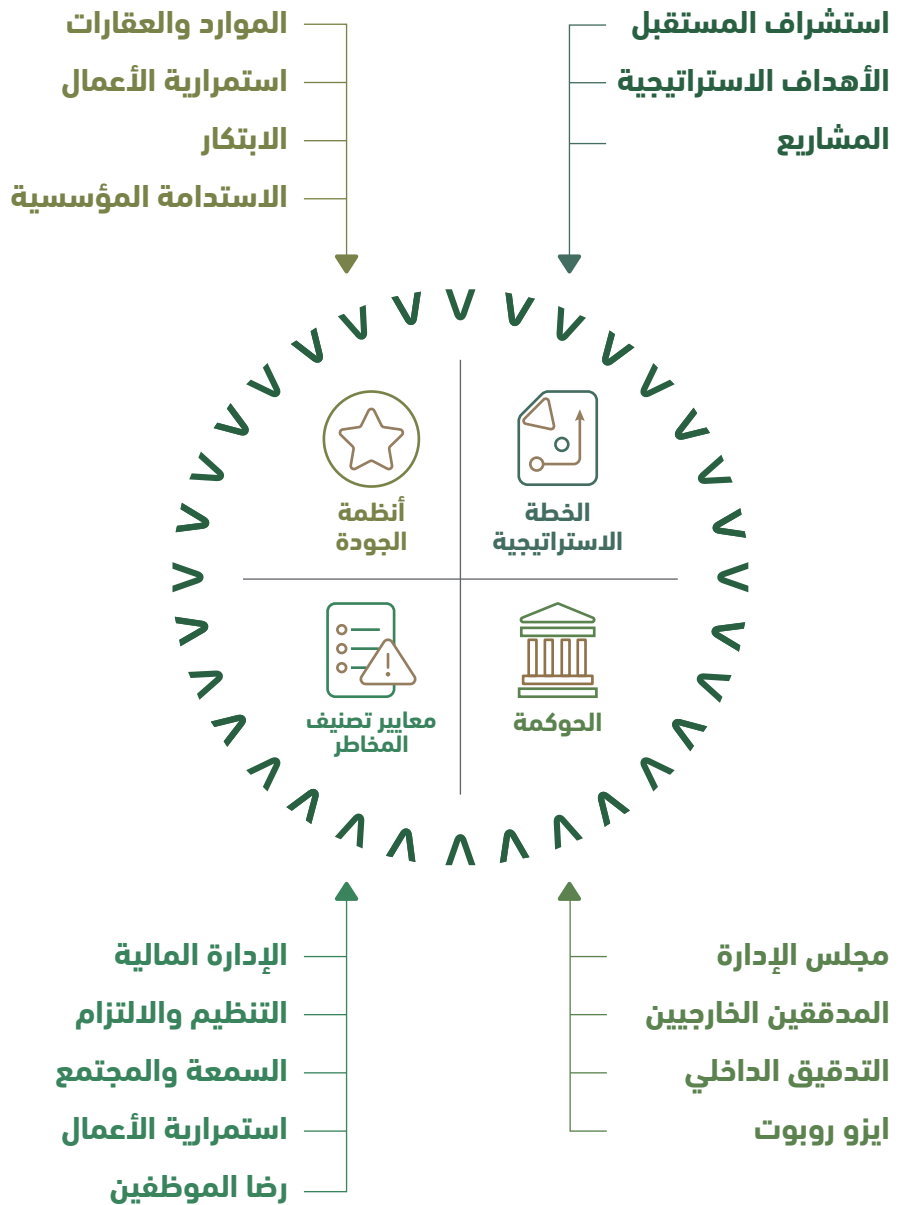 استشراف المستقبل
الأهداف الاستراتيجية
المشاريع
الموارد والعقارات
استمرارية الأعمال
الابتكار
الاستدامة المؤسسية
الخطة
الاستراتيجية
أنظمة
الجودة
الحوكمة
معايير تصنيف
المخاطر
مجلس الإدارة
المدققين الخارجيين
التدقيق الداخلي
ايزو روبوت
الإدارة المالية
التنظيم والالتزام
السمعة والمجتمع
استمرارية الأعمال
رضا الموظفين